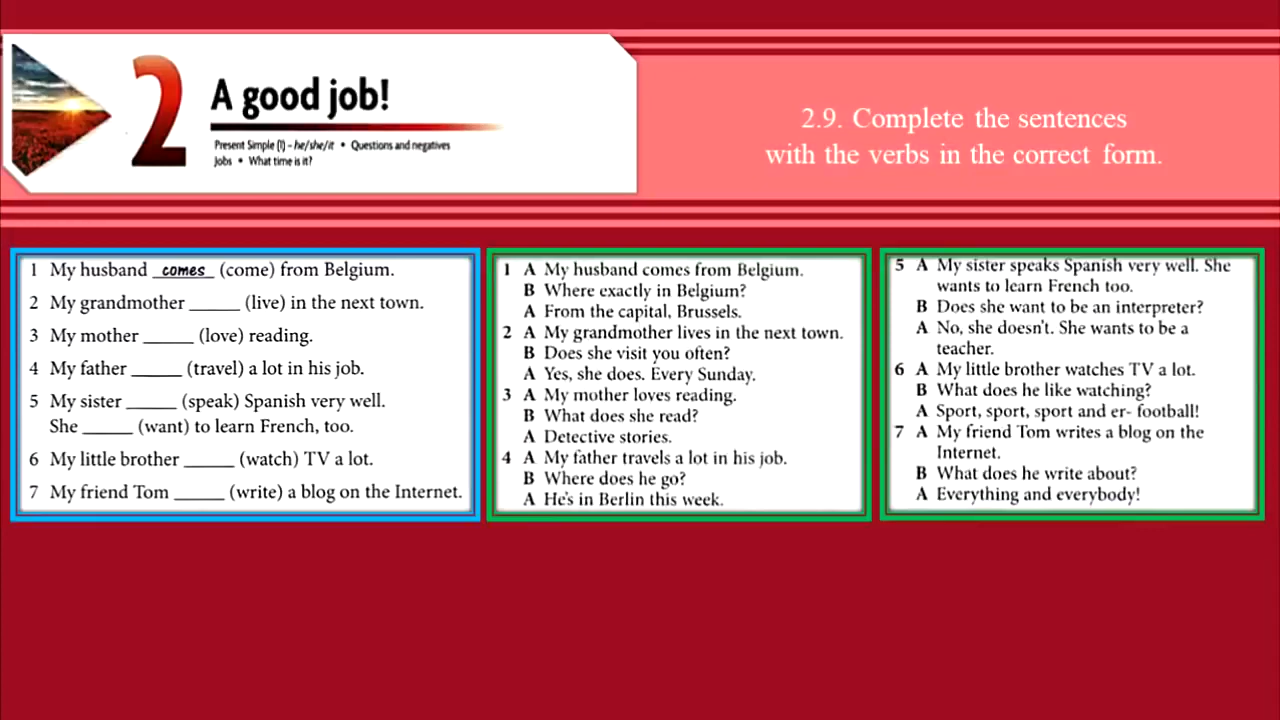 2
A good job!
Present Simple (1) – he/she/it • Questions and negatives
Jobs • What time is it?
2.9. Complete the sentences
with the verbs in the correct form.
1 My husband comes (come) from Belgium.
2 My grandmother _____ (live) in the next town.
3 My mother _____ (love) reading.
4 My father _____ (travel) a lot in his job.
5 My sister _____ (speak) Spanish very well.
She _____ (want) to learn French, too.
6 My little brother _____ (watch) TV a lot.
7 My friend Tom _____ (write) a blog on the Internet.
1 A My husband comes from Belgium.
B Where exactly in Belgium?
A From the capital, Brussels.
2 A My grandmother lives in the next town.
B Does she visit you often?
A Yes, she does. Every Sunday.
3 A My mother loves reading.
B What does she read?
A Detective stories.
4 A My father travels a lot in his job.
B Where does he go?
A He's in Berlin this week.
5 A My sister speaks Spanish very well. She
wants to learn French too.
B Does she want to be an interpreter?
A No, she doesn't. She wants to be a
teacher.
6 A My little brother watches TV a lot.
B What does he like watching?
A Sport, sport, sport and er- football!
7 A My friend Tom writes a blog on the
Internet.
B What does he write about?
A Everything and everybody!